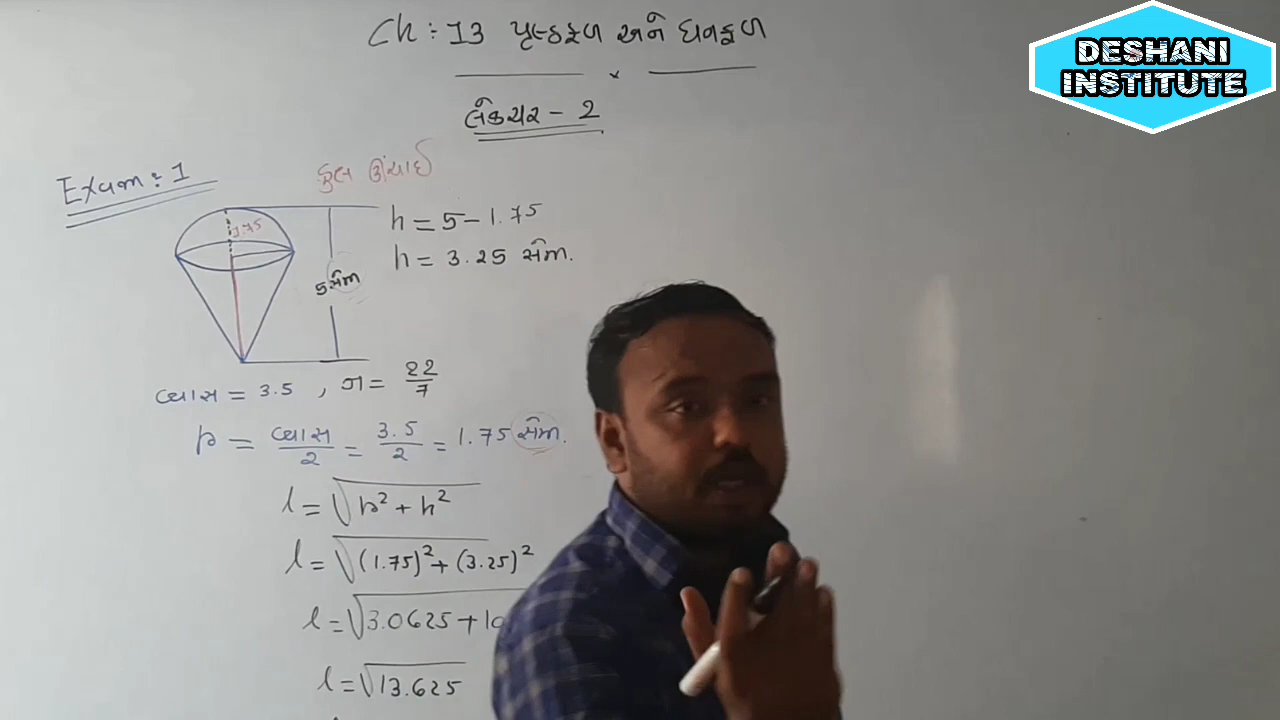 Ch : 13 પૃષ્ઠફળ અને ઘનફળ
DESHANI
INSTITUTE
લેક્ચર - 2
Exam : 1
કુલ ઊંચાઈ
1.75
h = 5 - 1.75
h = 3.25 સેમી.
5 સેમી
વ્યાસ = 3.5 , π = 22/7
r = વ્યાસ/2 = 3.5/2 = 1.75 સેમી.
l = √r² + h²
l = √(1.75)² + (3.25)²
l = √3.0625 + 10
l = √13.625